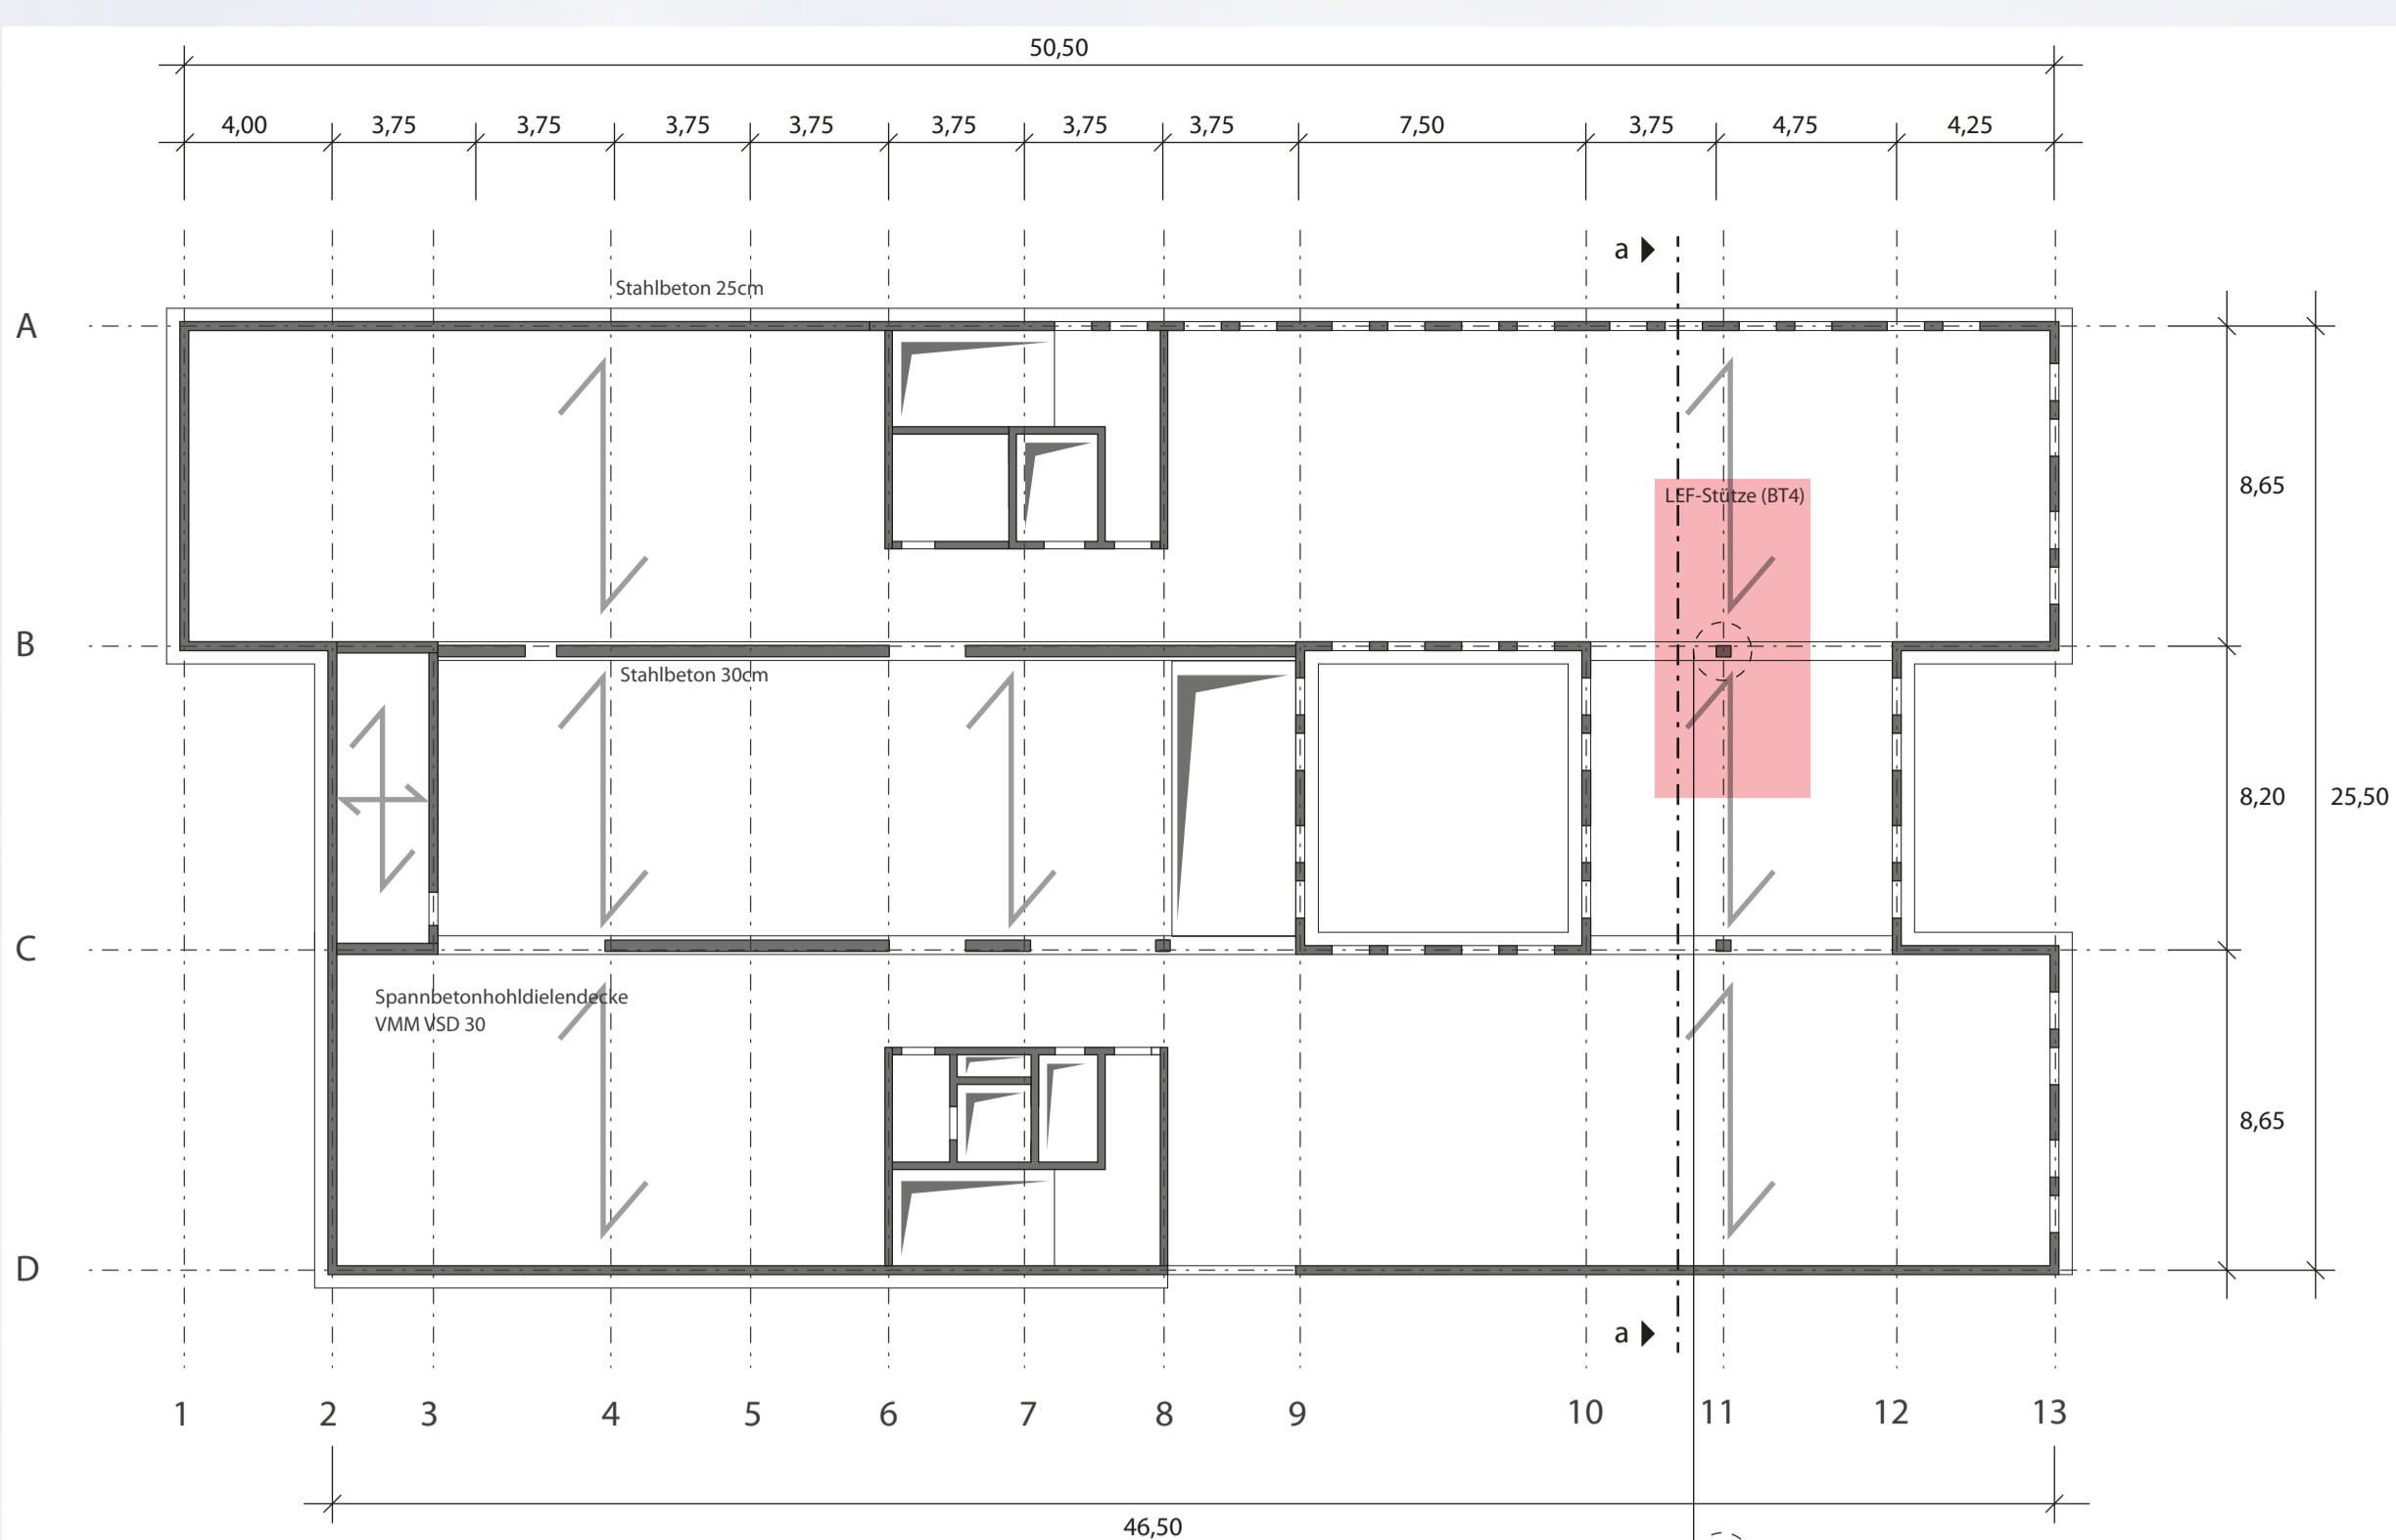 50,50
4,00 3,75 3,75 3,75 3,75 3,75 3,75 3,75 7,50 3,75 4,75 4,25
a
Stahlbeton 25cm
A
8,65
LEF-Stütze (BT4)
B
Stahlbeton 30cm
8,20 25,50
C
Spannbetonhohldielendecke
VMM VSD 30
8,65
D
a
1 2 3 4 5 6 7 8 9 10 11 12 13
46,50